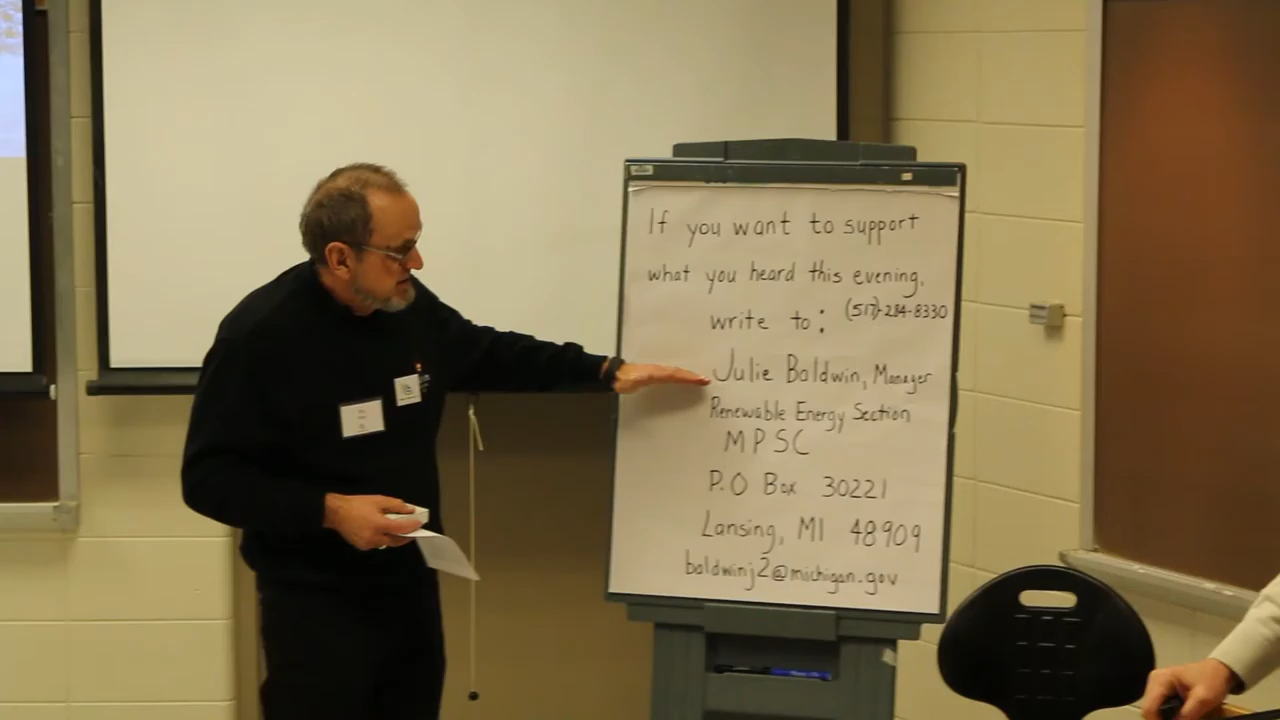 If you want to support
what you heard this evening,
write to: (517)-284-8330
Julie Baldwin, Manager
Renewable Energy Section
MPSC
P.O Box 30221
Lansing, MI 48909
baldwinj2@michigan.gov